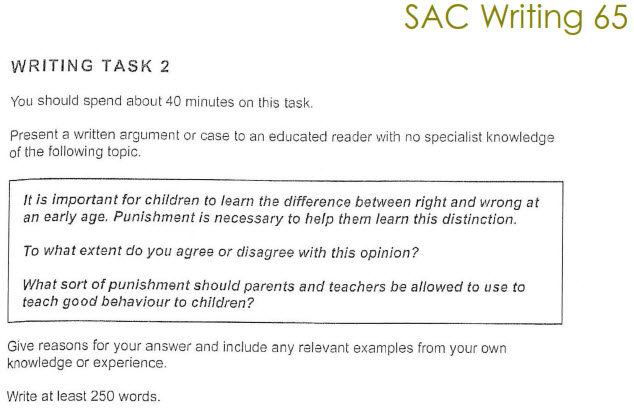 SAC Writing 65
WRITING TASK 2
You should spend about 40 minutes on this task.
Present a written argument or case to an educated reader with no specialist knowledge
of the following topic.
It is important for children to learn the difference between right and wrong at
an early age. Punishment is necessary to help them learn this distinction.
To what extent do you agree or disagree with this opinion?
What sort of punishment should parents and teachers be allowed to use to
teach good behaviour to children?
Give reasons for your answer and include any relevant examples from your own
knowledge or experience.
Write at least 250 words.